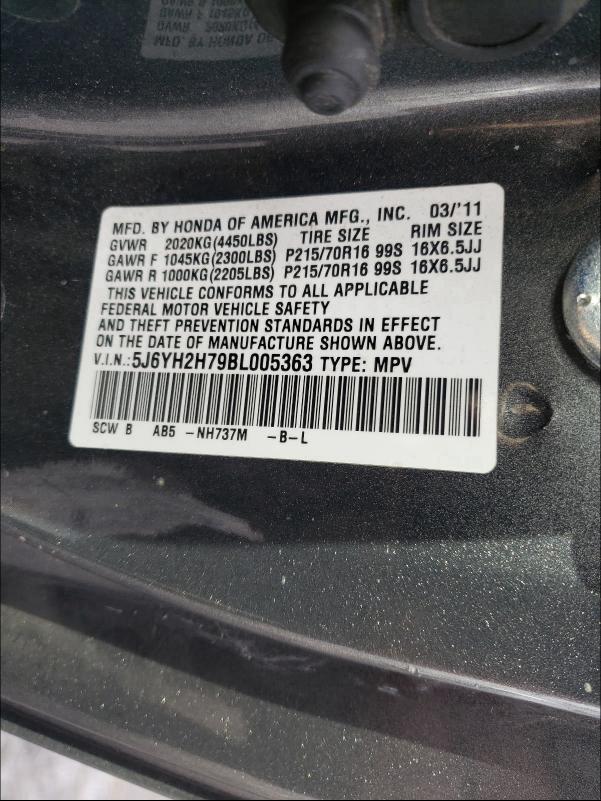 MFD. BY HONDA OF AMERICA MFG., INC. 03/'11
GVWR 2020KG(4450LBS) TIRE SIZE RIM SIZE
GAWR F 1045KG(2300LBS) P215/70R16 99S 16X6.5JJ
GAWR R 1000KG(2205LBS) P215/70R16 99S 16X6.5JJ
THIS VEHICLE CONFORMS TO ALL APPLICABLE
FEDERAL MOTOR VEHICLE SAFETY
AND THEFT PREVENTION STANDARDS IN EFFECT
ON THE DATE OF MANUFACTURE SHOWN ABOVE.
V.I.N.:5J6YH2H79BL005363 TYPE: MPV
SCW B AB5 -NH737M -B-L